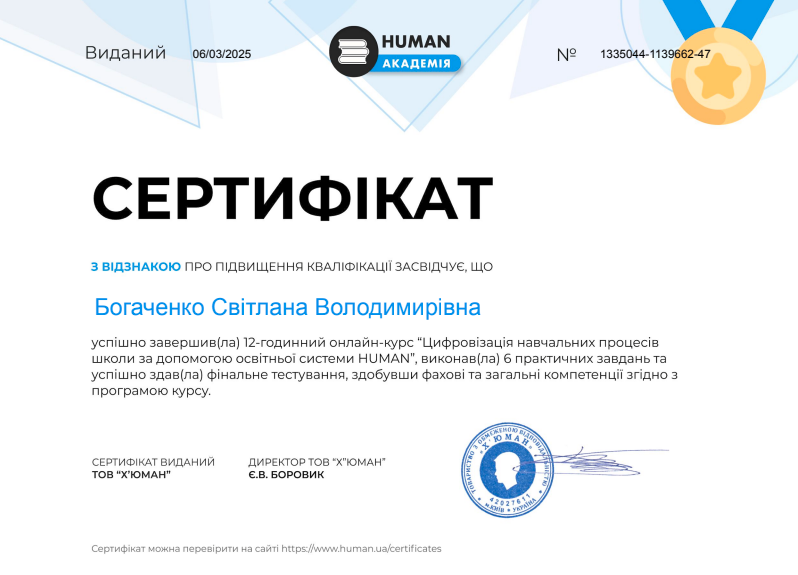 Виданий 06/03/2025
HUMAN
АКАДЕМІЯ
№ 1335044-1139662-47
СЕРТИФІКАТ
З ВІДЗНАКОЮ ПРО ПІДВИЩЕННЯ КВАЛІФІКАЦІЇ ЗАСВІДЧУЄ, ЩО
Богаченко Світлана Володимирівна
успішно завершив(ла) 12-годинний онлайн-курс “Цифровізація навчальних процесів
школи за допомогою освітньої системи HUMAN”, виконав(ла) 6 практичних завдань та
успішно здав(ла) фінальне тестування, здобувши фахові та загальні компетенції згідно з
програмою курсу.
СЕРТИФІКАТ ВИДАНИЙ
ТОВ “Х’ЮМАН”
ДИРЕКТОР ТОВ “Х”ЮМАН”
Є.В. БОРОВИК
ТОВАРИСТВО З ОБМЕЖЕНОЮ ВІДПОВІДАЛЬНІСТЮ
“Х’ЮМАН”
42027611
м.КИЇВ * УКРАЇНА
Сертифікат можна перевірити на сайті https://www.human.ua/certificates